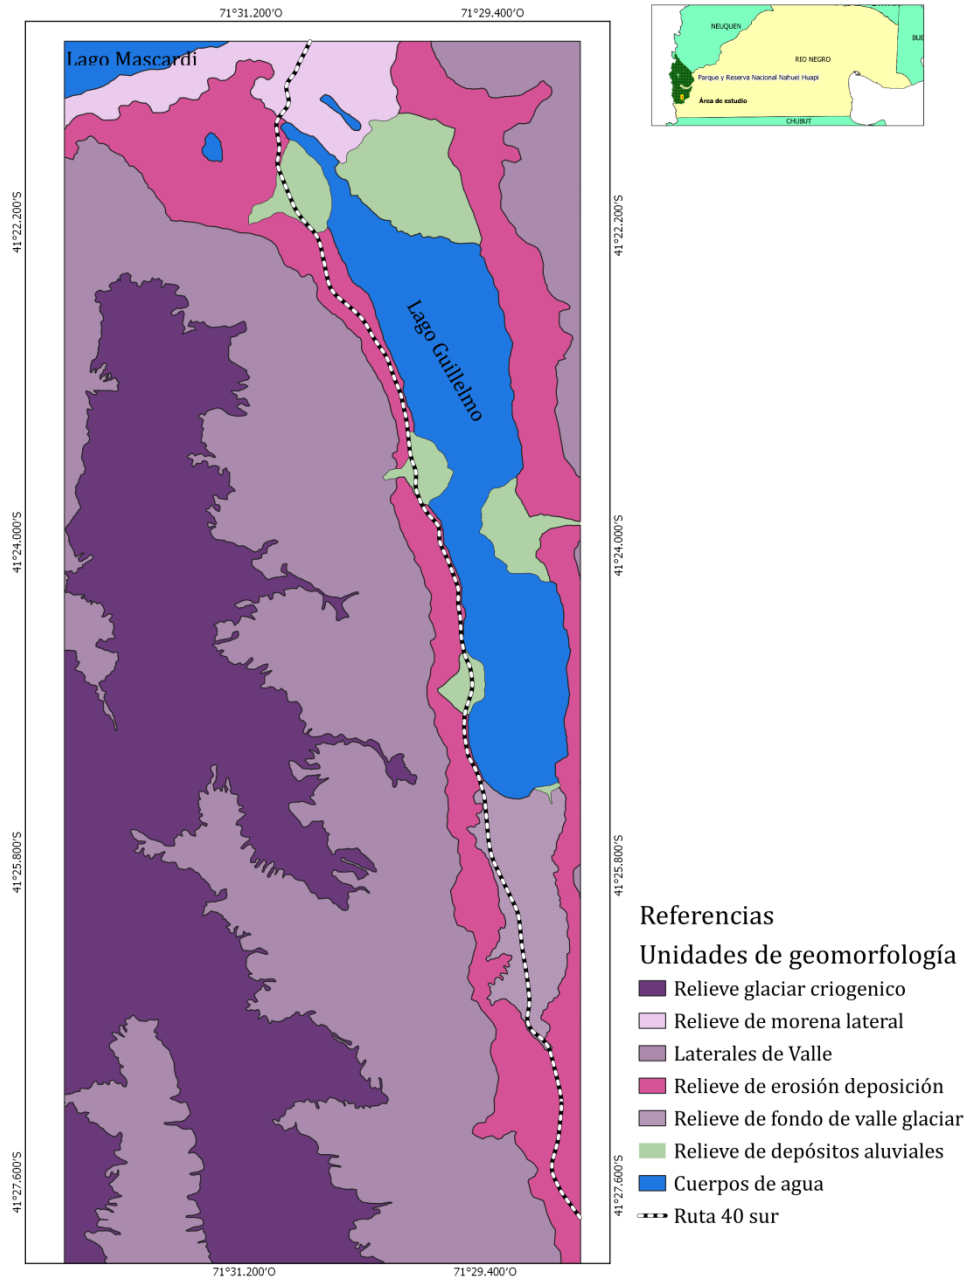 71°31.200’O
71°29.400’O
Lago Mascardi
NEUQUEN
BUE
RIO NEGRO
Parque y Reserva Nacional Nahuel Huapi
Área de estudio
CHUBUT
41°22.200’S
41°22.200’S
Lago Guillelmo
41°24.000’S
41°24.000’S
41°25.800’S
41°25.800’S
Referencias
Unidades de geomorfología
Relieve glaciar criogenico
Relieve de morena lateral
Laterales de Valle
Relieve de erosión deposición
Relieve de fondo de valle glaciar
Relieve de depósitos aluviales
Cuerpos de agua
Ruta 40 sur
41°27.600’S
41°27.600’S
71°31.200’O
71°29.400’O